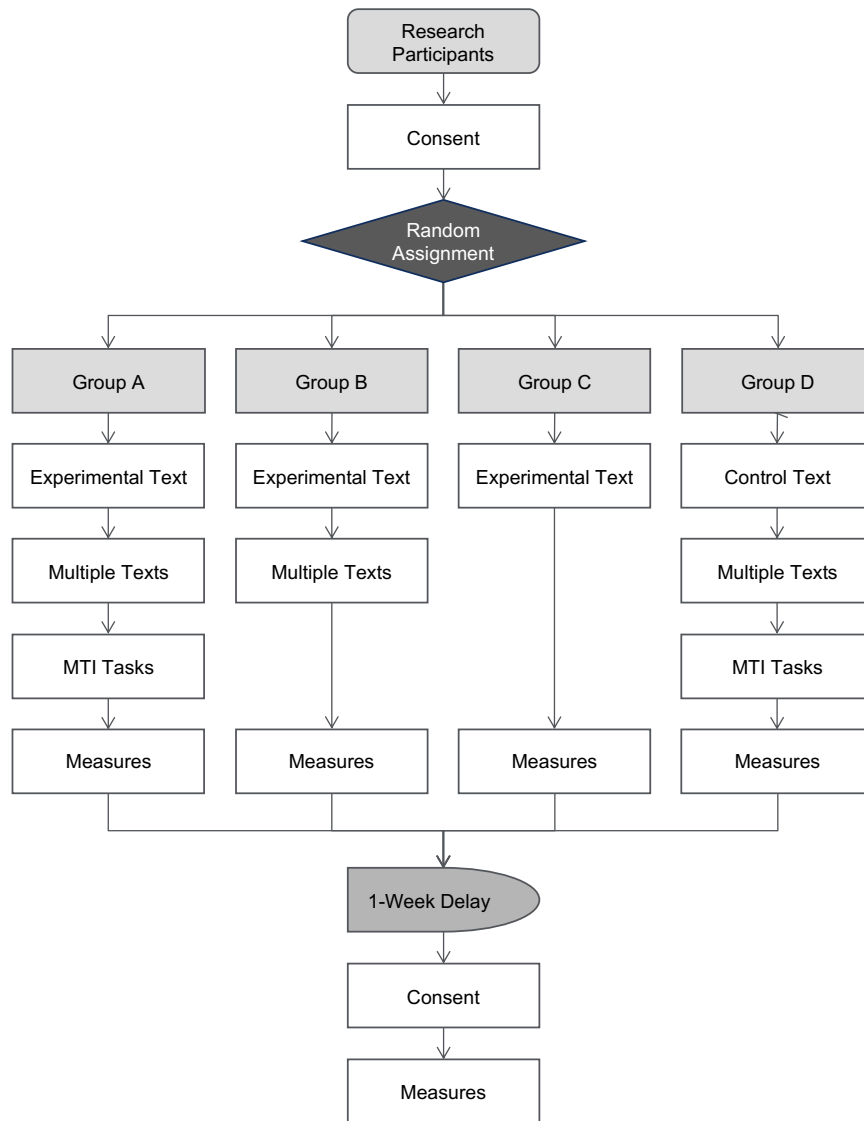 Research
Participants
Consent
Random
Assignment
Group A
Group B
Group C
Group D
Experimental Text
Experimental Text
Experimental Text
Control Text
Multiple Texts
Multiple Texts
Multiple Texts
MTI Tasks
MTI Tasks
Measures
Measures
Measures
Measures
1-Week Delay
Consent
Measures